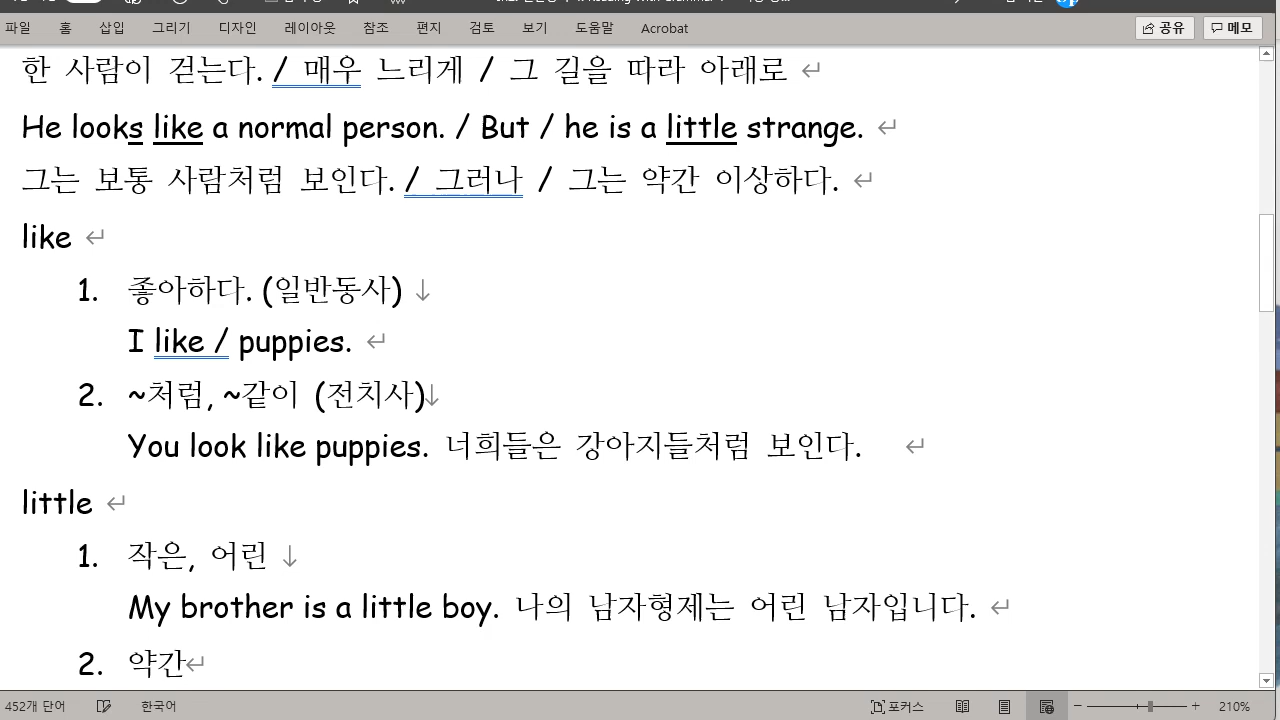 파일 홈 삽입 그리기 디자인 레이아웃 참조 편지 검토 보기 도움말 Acrobat 공유 메모
한 사람이 걷는다. / 매우 느리게 / 그 길을 따라 아래로
He looks like a normal person. / But / he is a little strange.
그는 보통 사람처럼 보인다. / 그러나 / 그는 약간 이상하다.
like
1. 좋아하다. (일반동사)
I like / puppies.
2. ~처럼, ~같이 (전치사)
You look like puppies. 너희들은 강아지들처럼 보인다.
little
1. 작은, 어린
My brother is a little boy. 나의 남자형제는 어린 남자입니다.
2. 약간
452개 단어 한국어 포커스 210%